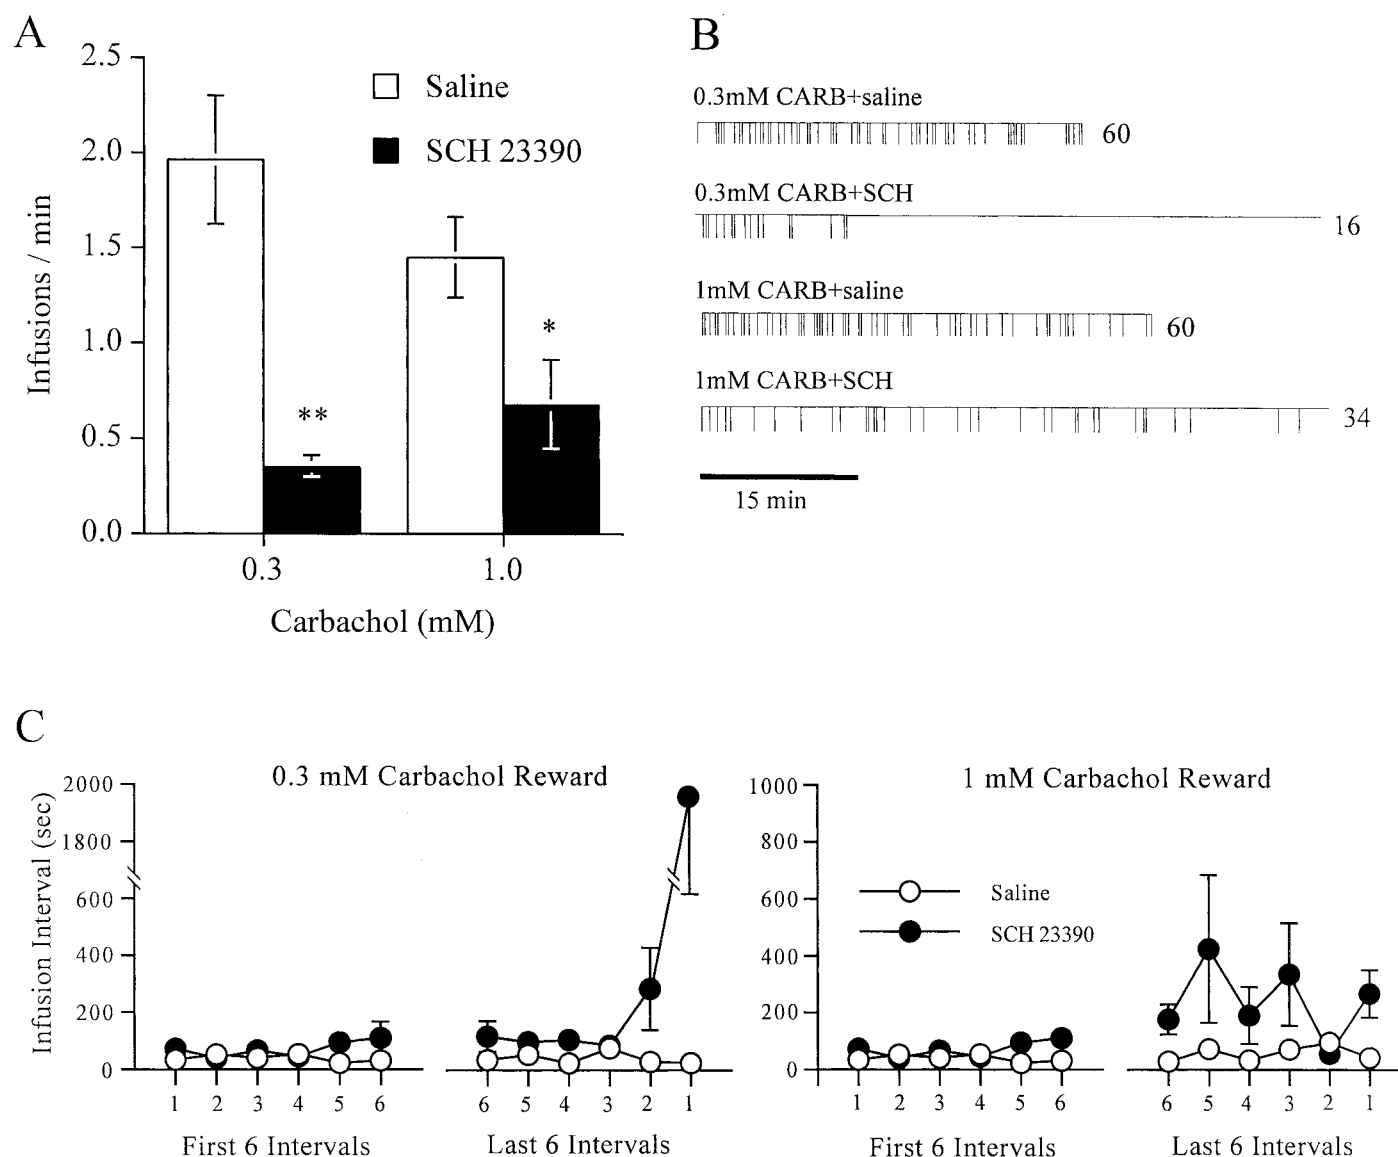 A
2.5
2.0
1.5
1.0
0.5
0.0
Infusions / min
Saline
SCH 23390
**
*
0.3
1.0
Carbachol (mM)
B
0.3mM CARB+saline
60
0.3mM CARB+SCH
16
1mM CARB+saline
60
1mM CARB+SCH
34
15 min
C
0.3 mM Carbachol Reward
2000
1800
600
400
200
0
Infusion Interval (sec)
1 2 3 4 5 6
First 6 Intervals
6 5 4 3 2 1
Last 6 Intervals
1 mM Carbachol Reward
1000
800
600
400
200
0
Saline
SCH 23390
1 2 3 4 5 6
First 6 Intervals
6 5 4 3 2 1
Last 6 Intervals